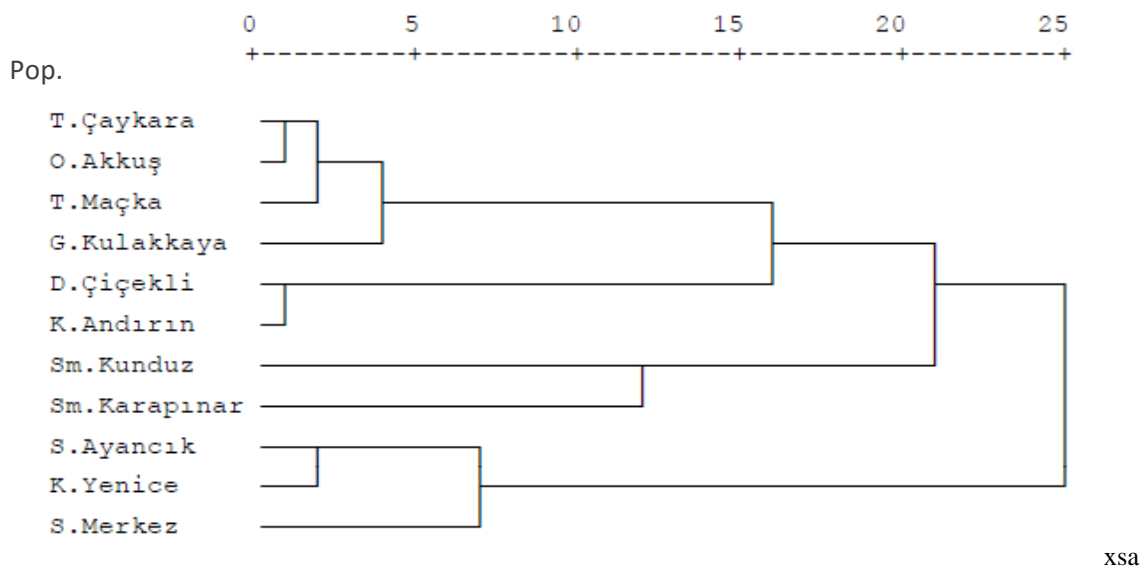 0 5 10 15 20 25
+---------+---------+---------+---------+---------+
Pop.
T.Çaykara
O.Akkuş
T.Maçka
G.Kulakkaya
D.Çiçekli
K.Andırın
Sm.Kunduz
Sm.Karapınar
S.Ayancık
K.Yenice
S.Merkez
xsa